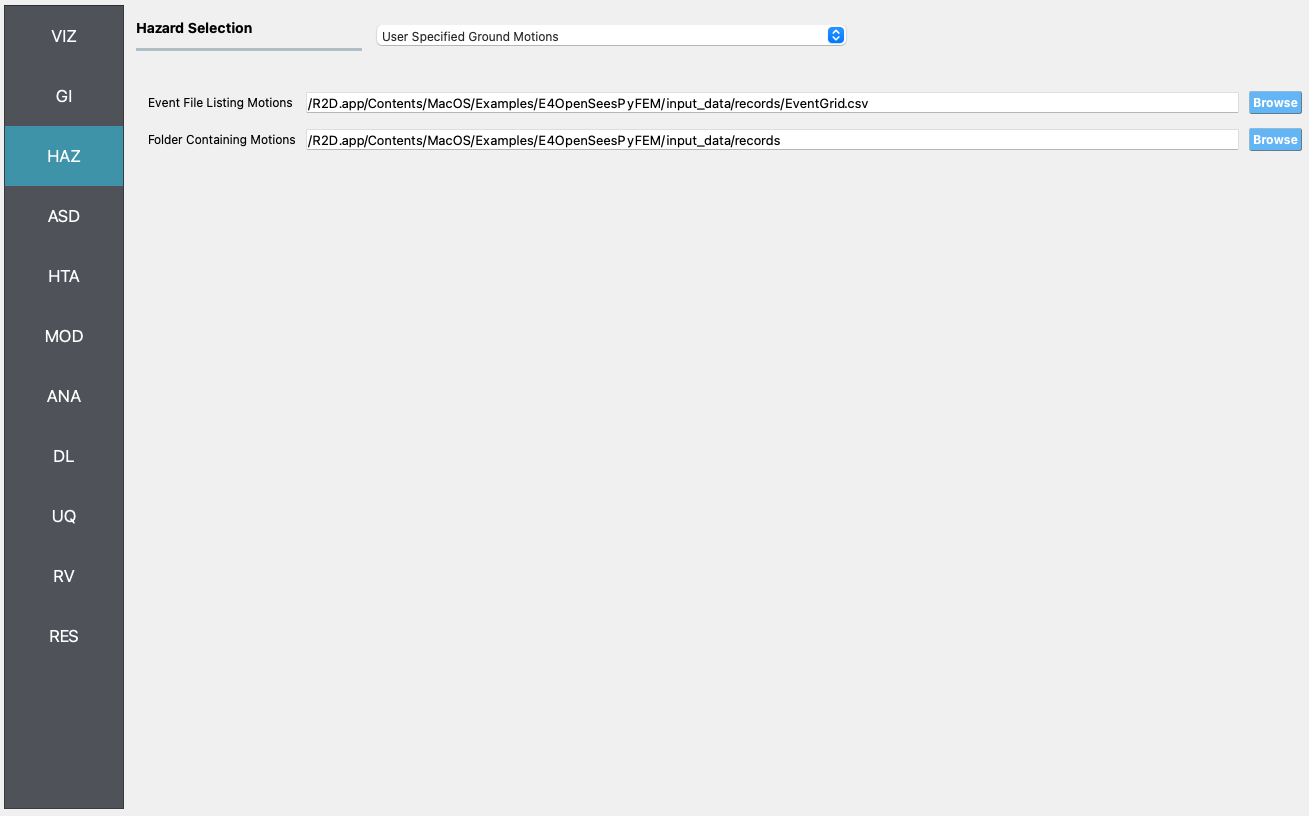 VIZ
GI
HAZ
ASD
HTA
MOD
ANA
DL
UQ
RV
RES
Hazard Selection
User Specified Ground Motions
Event File Listing Motions /R2D.app/Contents/MacOS/Examples/E4OpenSeesPyFEM/input_data/records/EventGrid.csv Browse
Folder Containing Motions /R2D.app/Contents/MacOS/Examples/E4OpenSeesPyFEM/input_data/records Browse